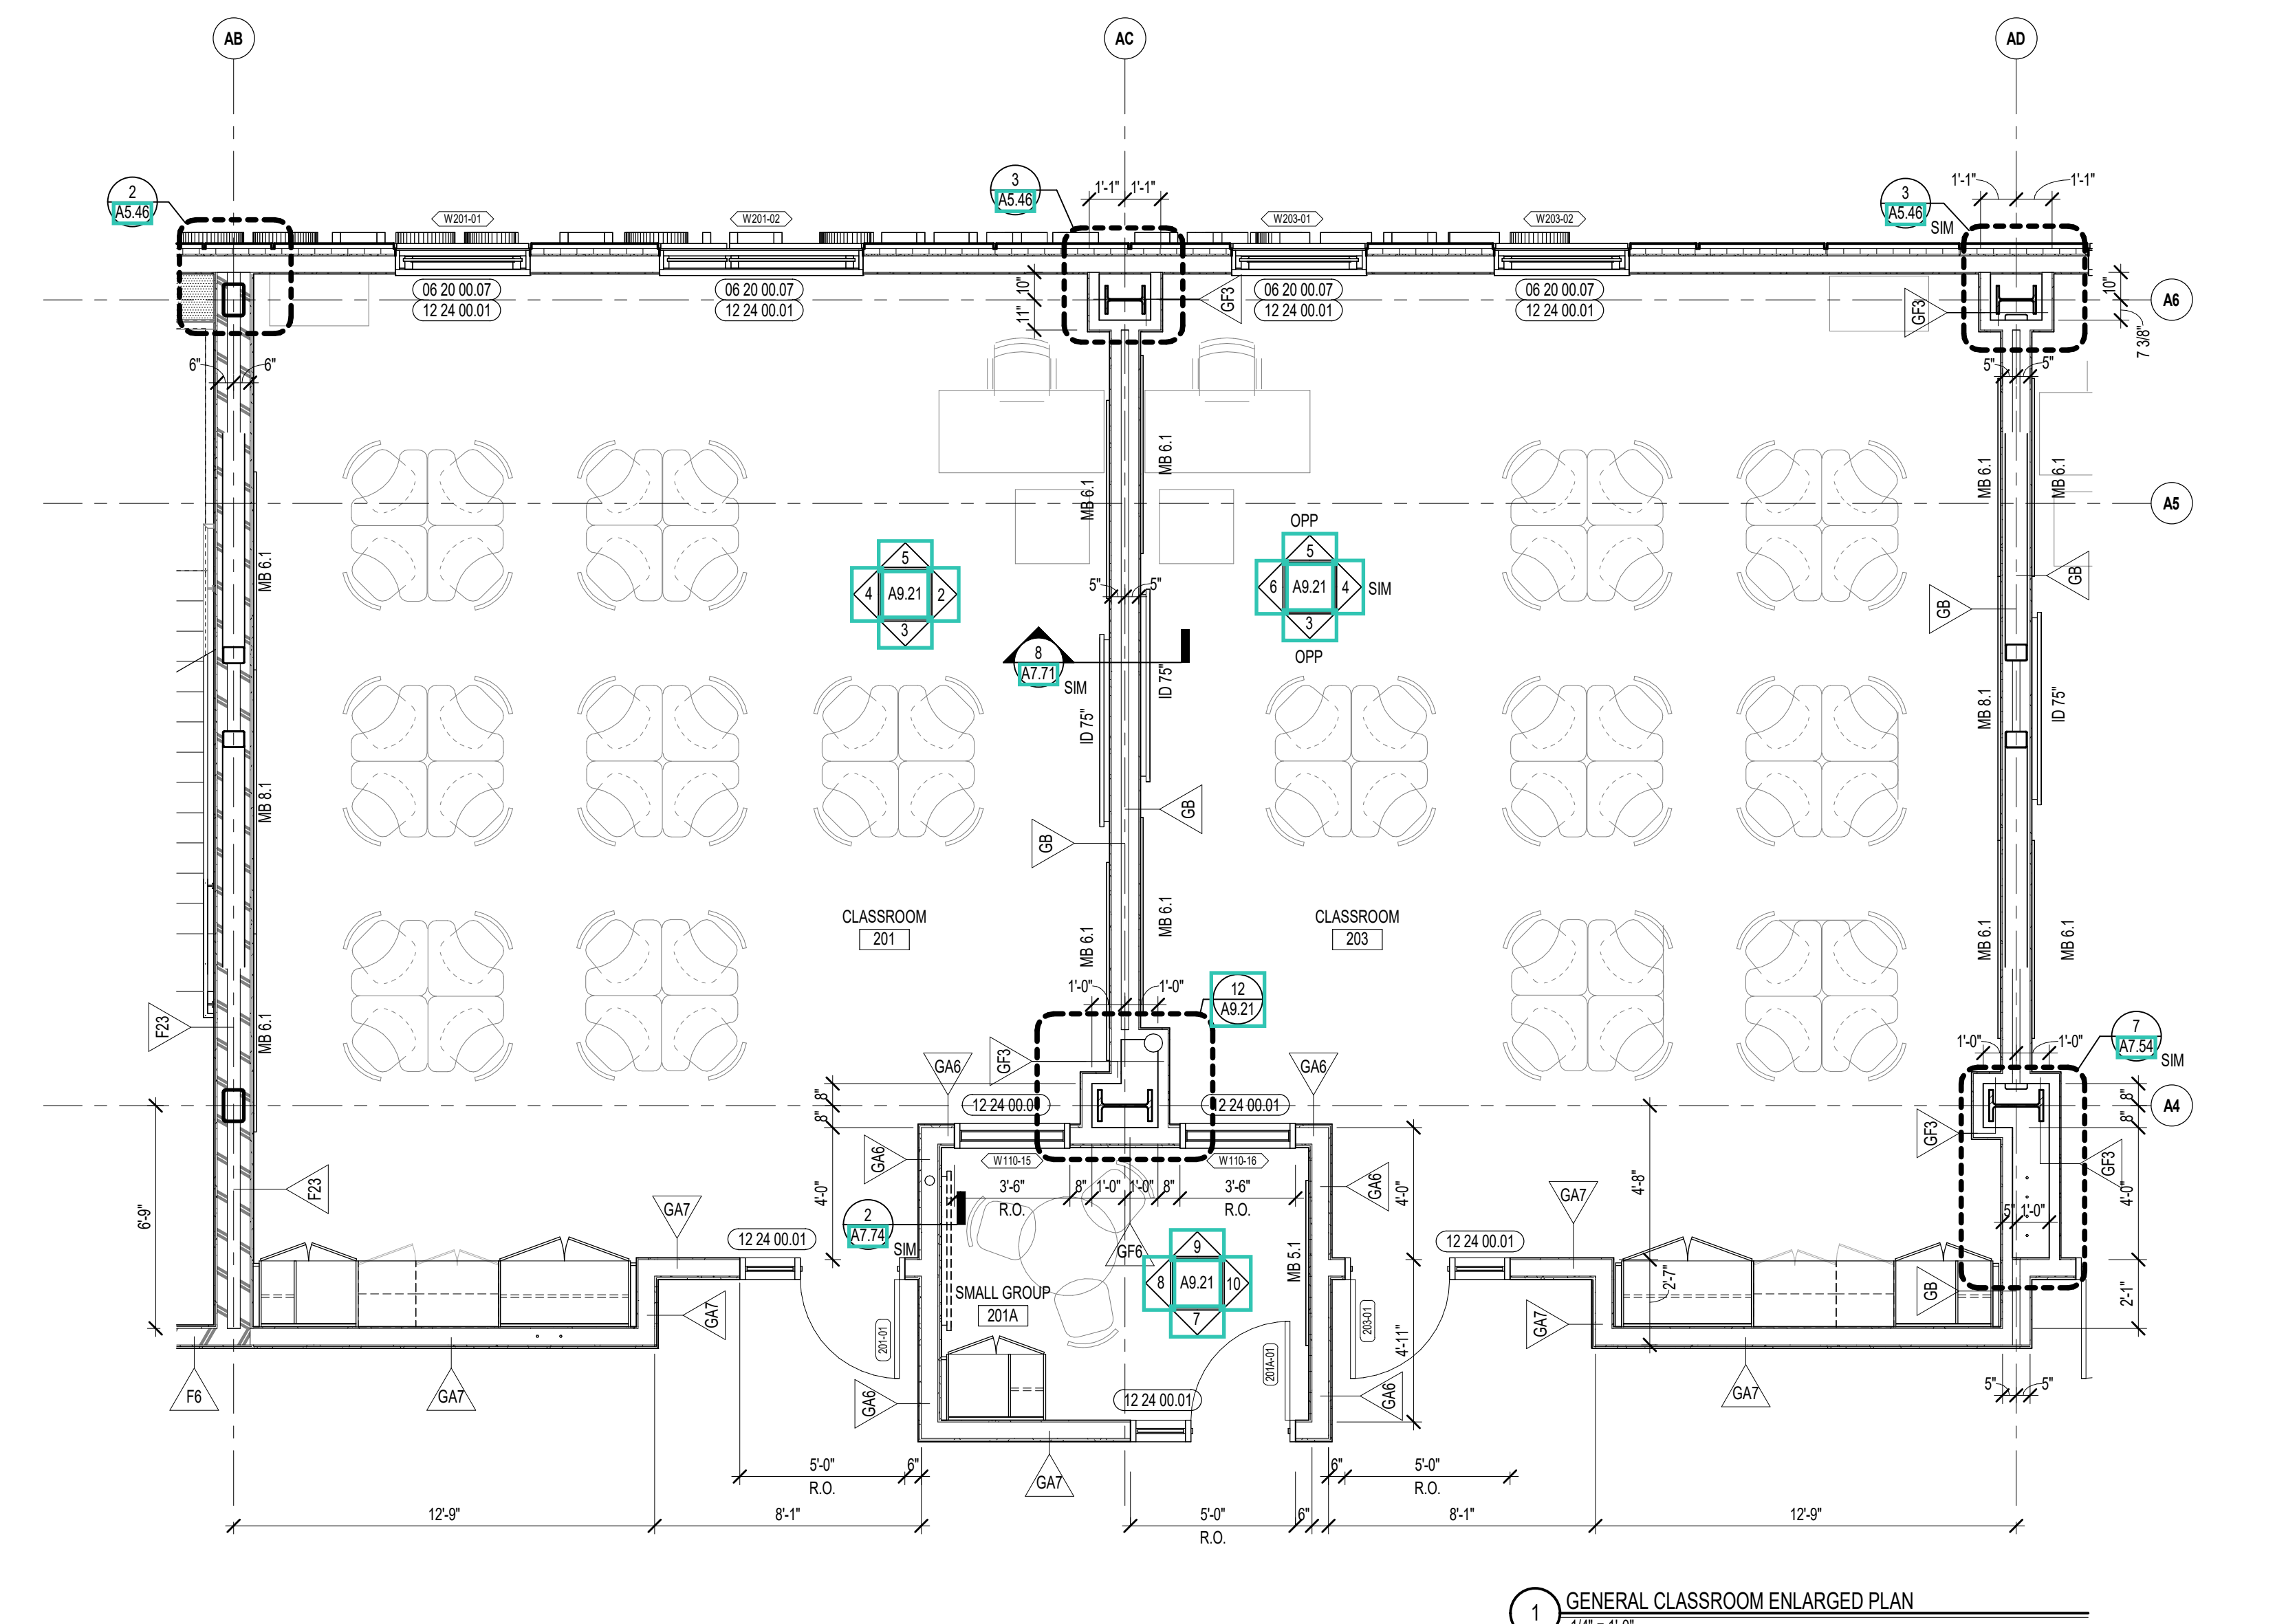 AB
AC
AD
2
A5.46
3
A5.46
1'-1"
1'-1"
3
A5.46
SIM
1'-1"
1'-1"
W201-01
W201-02
W203-01
W203-02
06 20 00.07
12 24 00.01
06 20 00.07
12 24 00.01
06 20 00.07
12 24 00.01
06 20 00.07
12 24 00.01
10"
11"
GF3
GF3
10"
7 3/8"
A6
6"
6"
5"
5"
MB 6.1
MB 6.1
MB 6.1
MB 6.1
A5
MB 6.1
5
4
A9.21
2
3
OPP
5
6
A9.21
4
SIM
3
OPP
5"
5"
GB
GB
8
A7.71
SIM
ID 75"
ID 75"
MB 8.1
ID 75"
MB 8.1
GB
GB
CLASSROOM
201
CLASSROOM
203
MB 6.1
MB 6.1
MB 6.1
MB 6.1
F23
MB 6.1
1'-0"
1'-0"
12
A9.21
GF3
GA6
GA6
7
A7.54
SIM
1'-0"
1'-0"
8"
8"
12 24 00.0
2 24 00.01
8"
8"
A4
GF3
GF3
GA6
W110-15
W110-16
3'-6"
R.O.
8"
1'-0"
1'-0"
8"
3'-6"
R.O.
GA6
4'-0"
4'-0"
4'-8"
4'-0"
6'-9"
F23
GA7
2
A7.74
SIM
12 24 00.01
GF6
12 24 00.01
GA7
5"
1'-0"
9
8
A9.21
10
7
MB 5.1
SMALL GROUP
201A
2'-7"
GB
2'-1"
GA7
201-01
203-01
201A-01
4'-11"
GA7
F6
GA7
GA6
12 24 00.01
GA6
GA7
5"
5"
5'-0"
R.O.
6"
GA7
6"
5'-0"
R.O.
12'-9"
8'-1"
5'-0"
R.O.
6"
8'-1"
12'-9"
1
GENERAL CLASSROOM ENLARGED PLAN